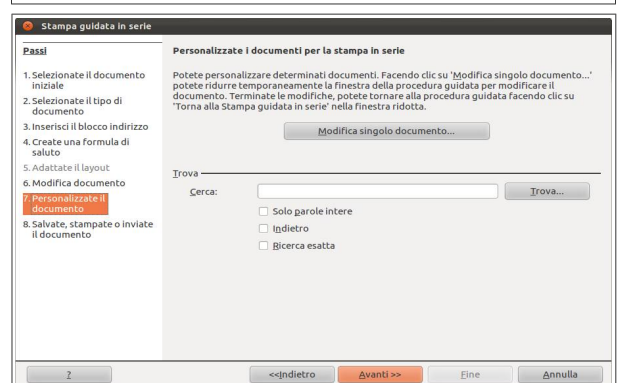 Stampa guidata in serie
Passi
1. Selezionate il documento
iniziale
2. Selezionate il tipo di
documento
3. Inserisci il blocco indirizzo
4. Create una formula di
saluto
5. Adattate il layout
6. Modifica documento
7. Personalizzate il
documento
8. Salvate, stampate o inviate
il documento
Personalizzate i documenti per la stampa in serie
Potete personalizzare determinati documenti. Facendo clic su 'Modifica singolo documento...'
potete ridurre temporaneamente la finestra della procedura guidata per modificare il
documento. Terminate le modifiche, potete tornare alla procedura guidata facendo clic su
'Torna alla Stampa guidata in serie' nella finestra ridotta.
Modifica singolo documento...
Trova
Cerca:
Trova...
Solo parole intere
Indietro
Ricerca esatta
?
<<Indietro
Avanti >>
Fine
Annulla